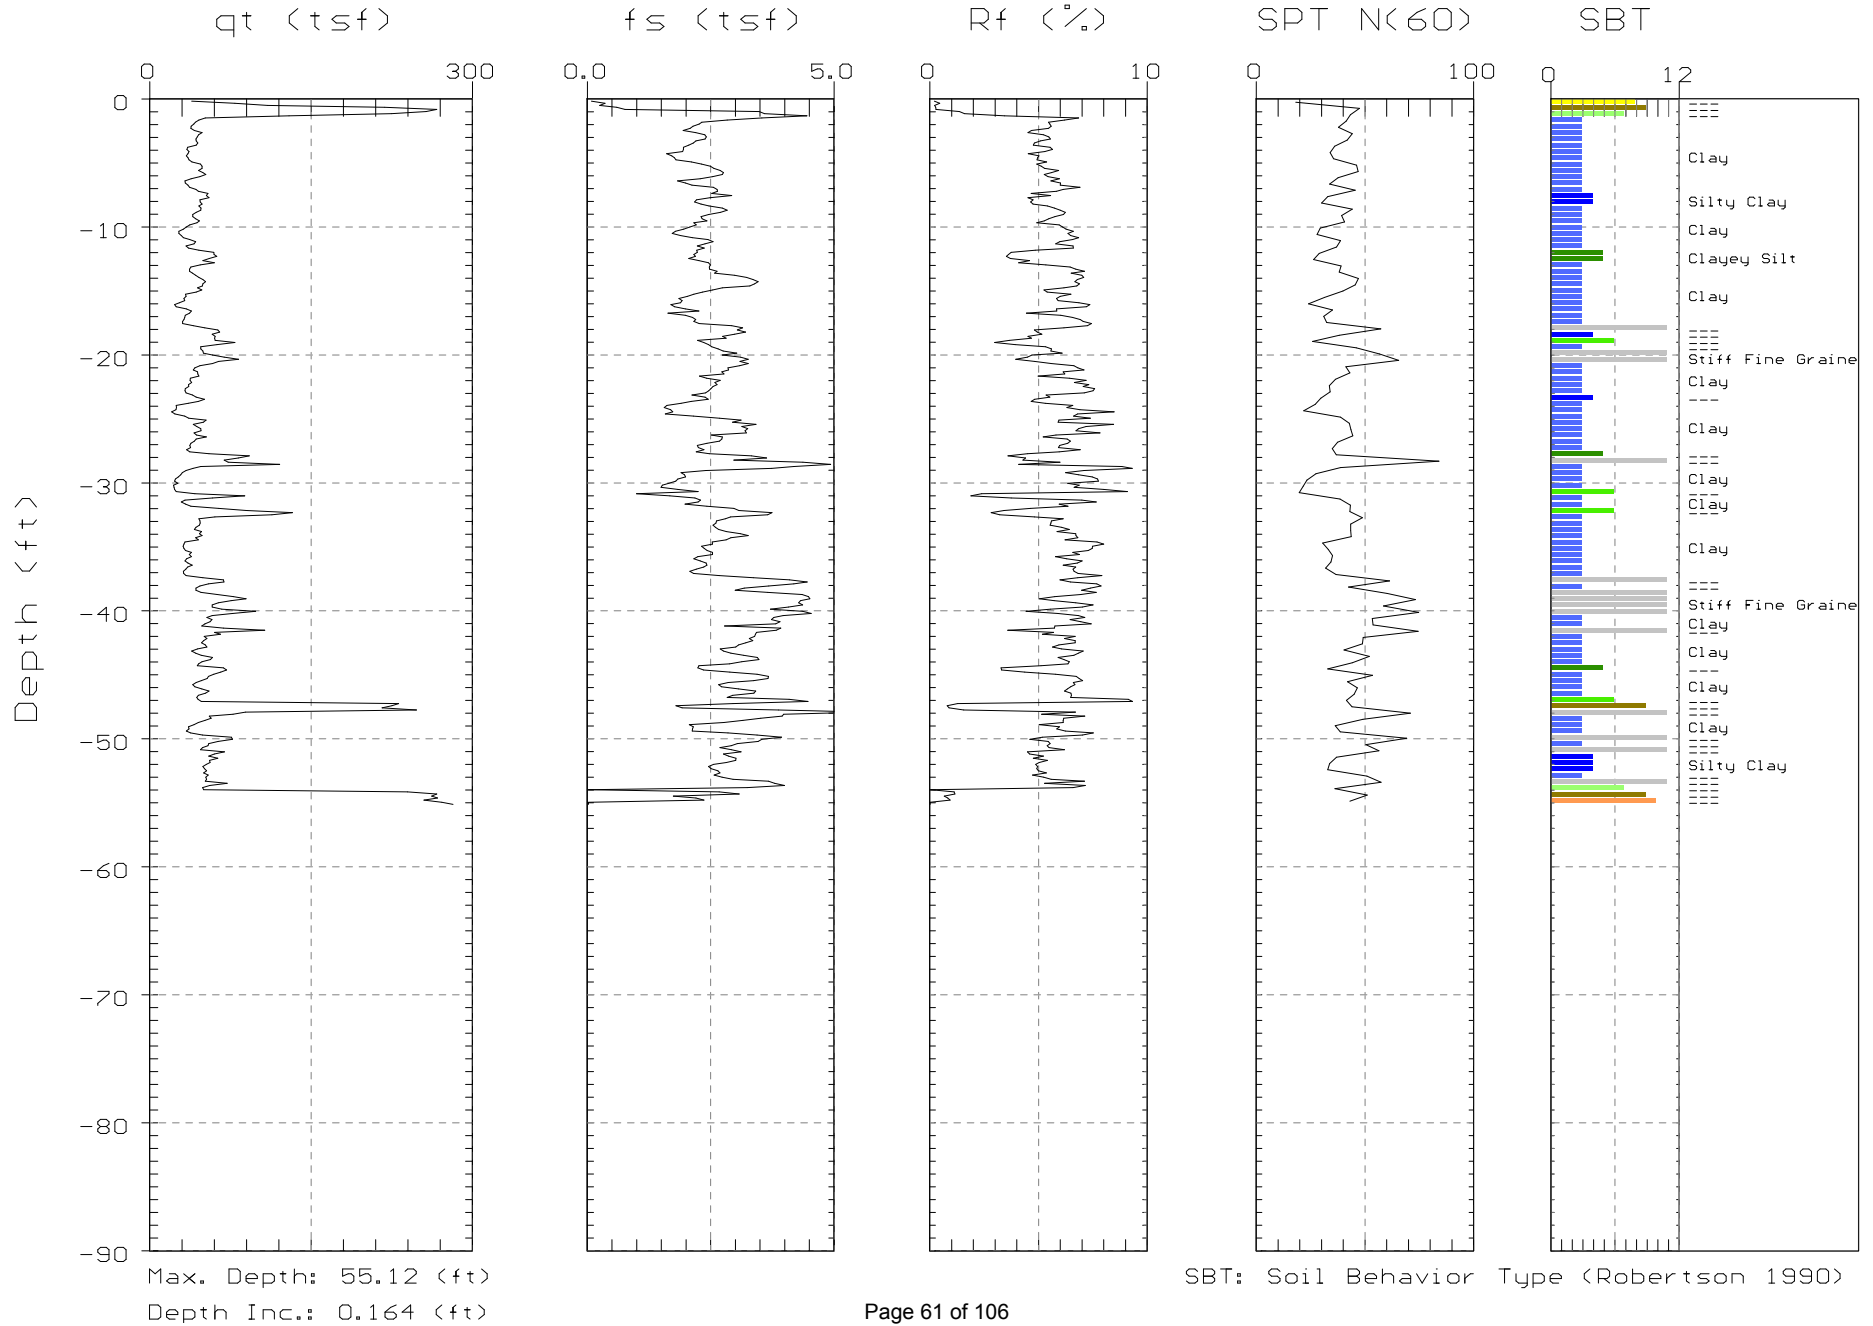 qt (tsf) fs (tsf) Rf (%) SPT N(60) SBT
0 300 0.0 5.0 0 10 0 100 0 12
0
-10
-20
-30
-40
-50
-60
-70
-80
-90
Depth (ft)
---
---
---
Clay
Silty Clay
Clay
Clayey Silt
Clay
---
---
---
---
Stiff Fine Graine
Clay
---
Clay
---
---
Clay
---
Clay
---
Clay
---
---
Stiff Fine Graine
Clay
---
Clay
---
Clay
---
---
---
Clay
---
---
---
Silty Clay
---
---
---
---
---
Max. Depth: 55.12 (ft)
Depth Inc.: 0.164 (ft)
SBT: Soil Behavior Type (Robertson 1990)
Page 61 of 106